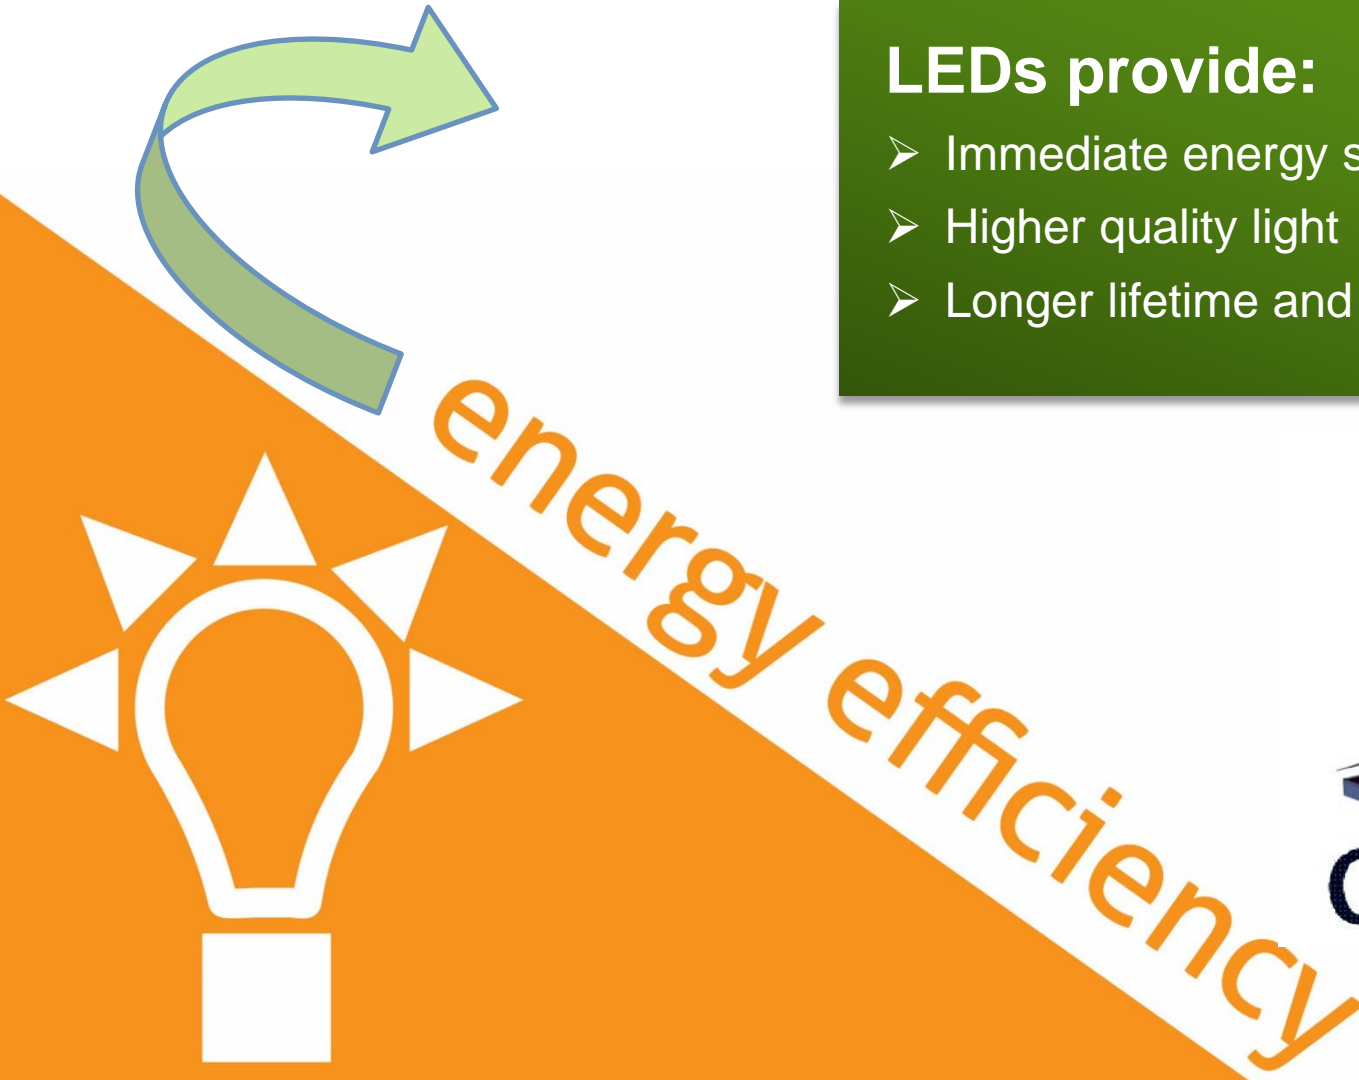 LEDs provide:
➢ Immediate energy
➢ Higher quality light
➢ Longer lifetime and
energy efficiency